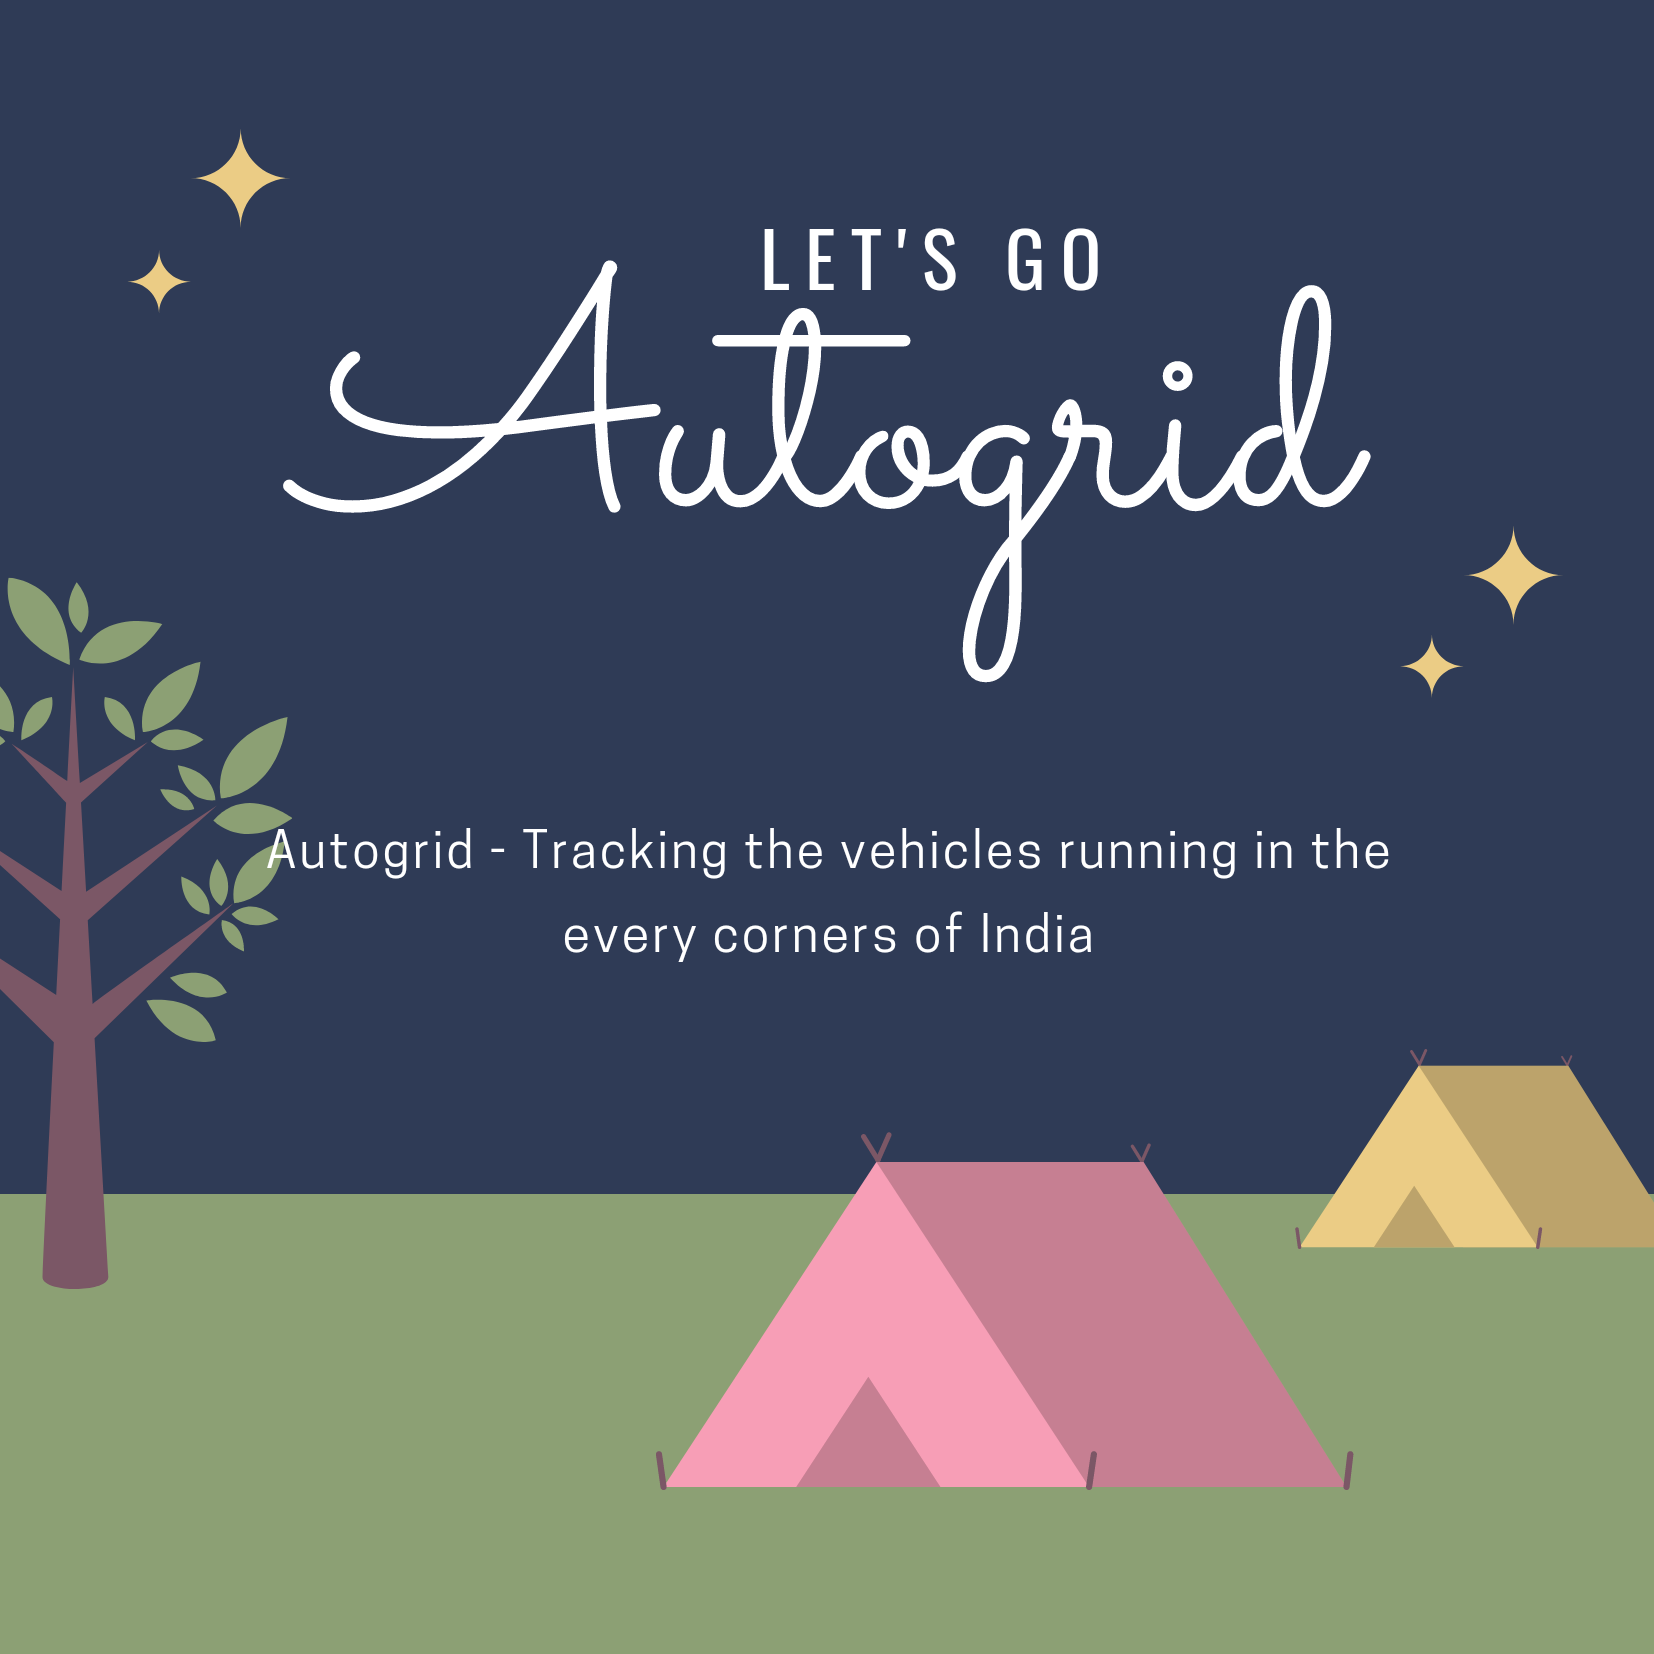 LET'S GO
Autogrid
Autogrid - Tracking the vehicles running in the
every corners of India